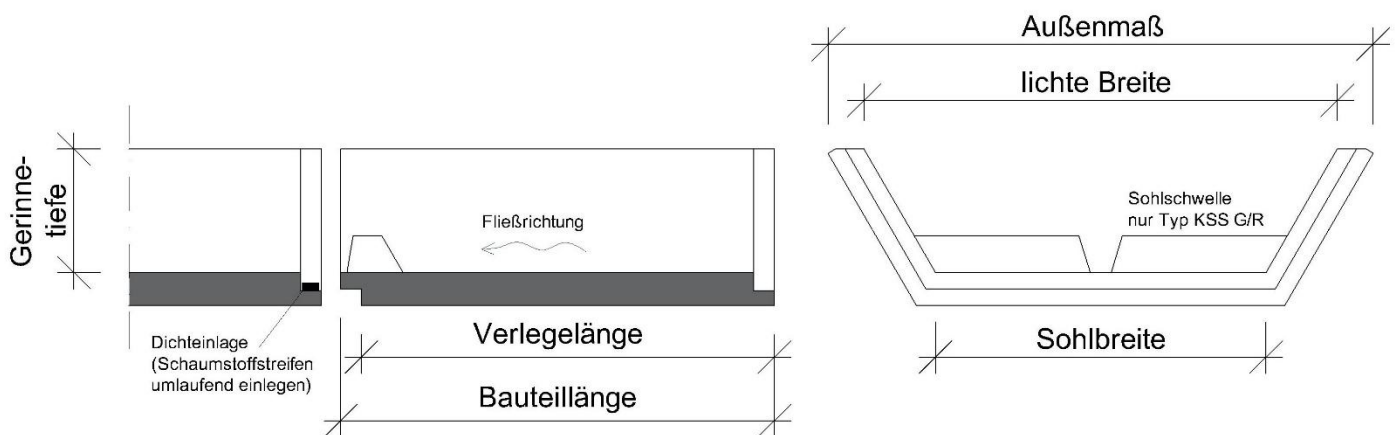 Gerinne-
tiefe
Dichteinlage
(Schaumstoffstreifen
umlaufend einlegen)
Fließrichtung
Verlegelänge
Bauteillänge
Außenmaß
lichte Breite
Sohlschwelle
nur Typ KSS G/R
Sohlbreite